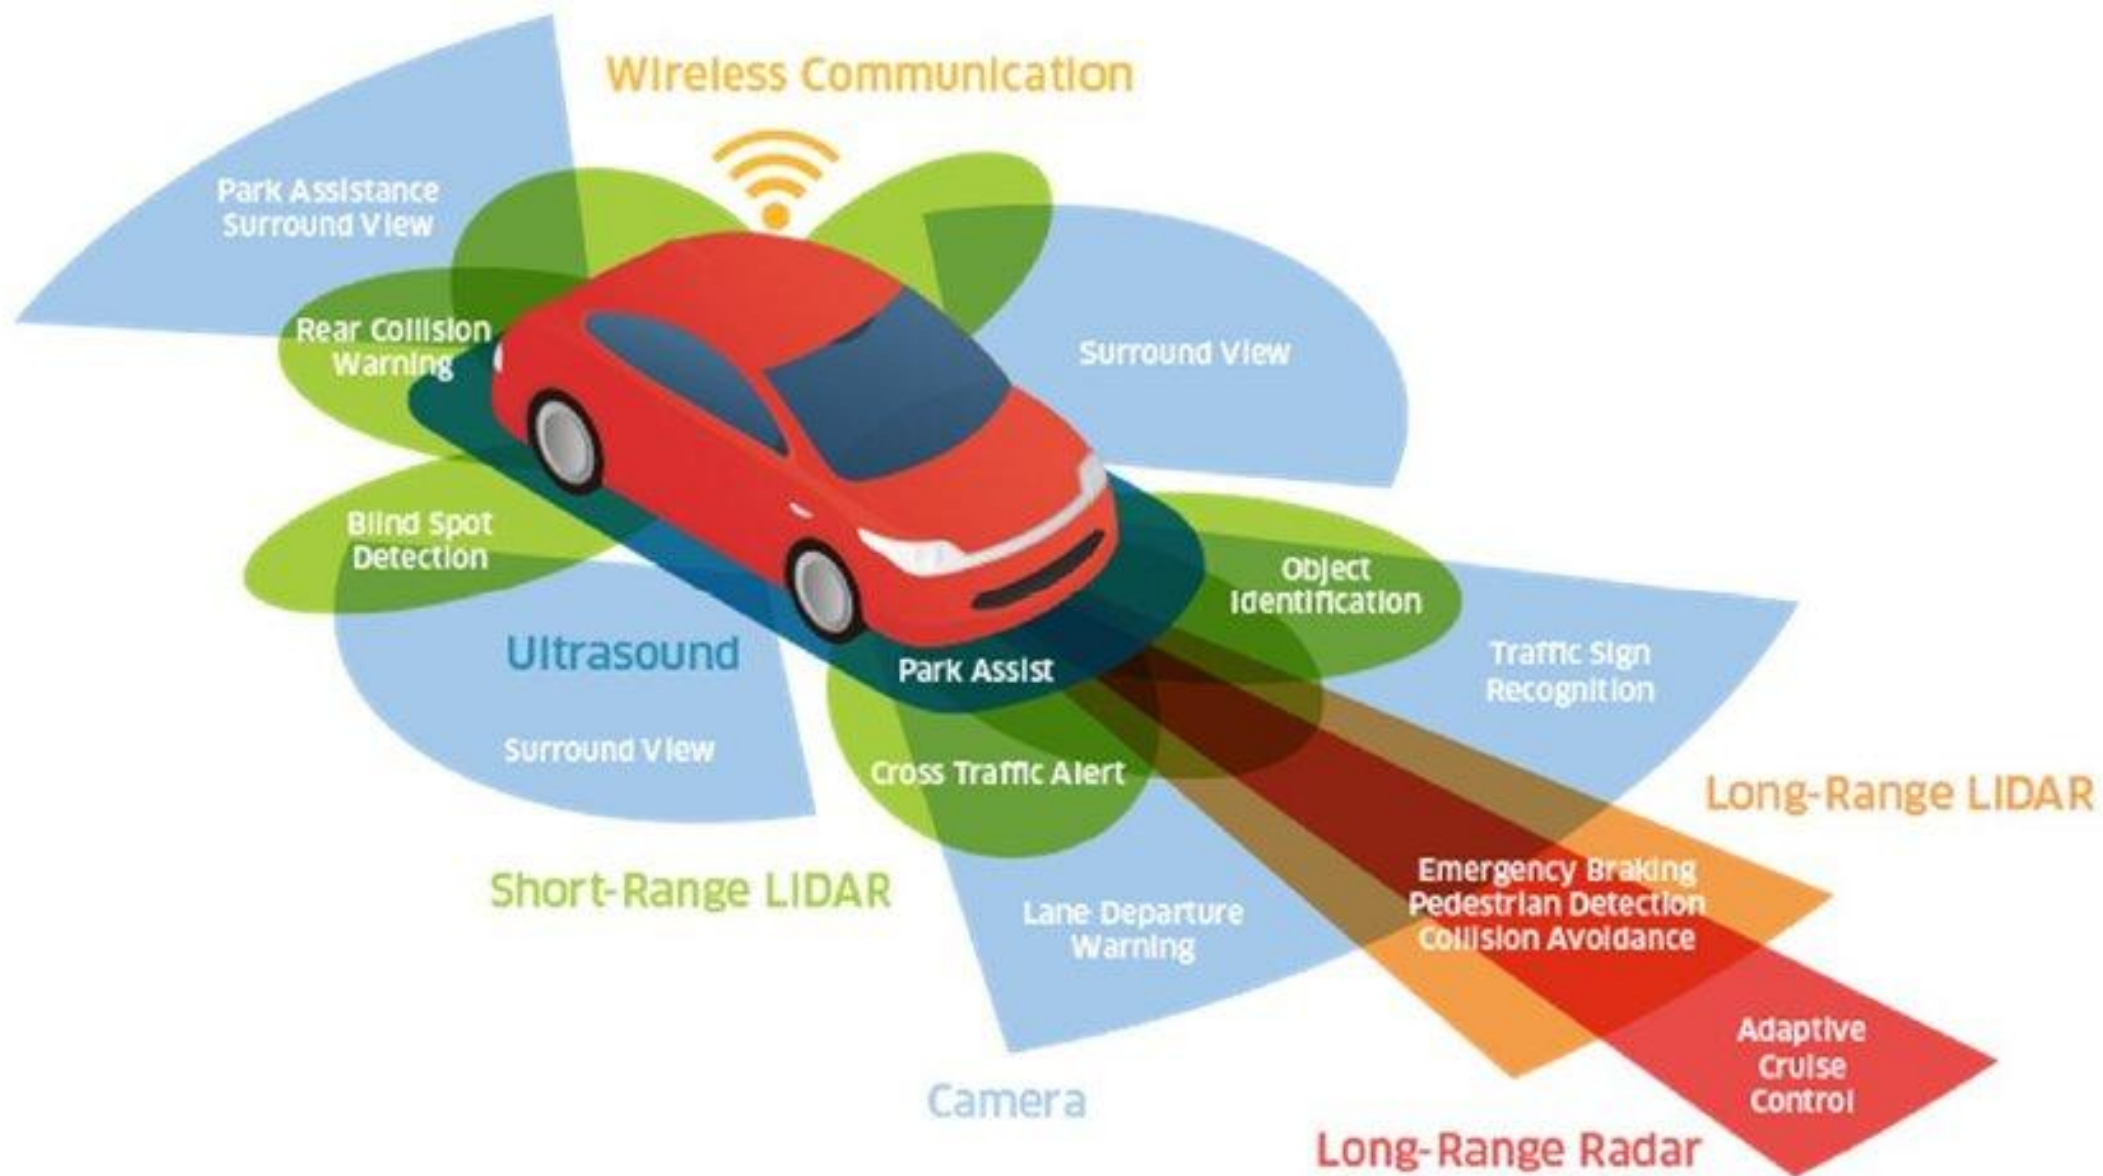 Wireless Communication
Park Assistance
Surround View
Rear Collision
Warning
Surround View
Blind Spot
Detection
Object
Identification
Ultrasound
Park Assist
Traffic Sign
Recognition
Surround View
Cross Traffic Alert
Long-Range LIDAR
Short-Range LIDAR
Emergency Braking
Pedestrian Detection
Collision Avoidance
Lane Departure
Warning
Adaptive
Cruise
Control
Camera
Long-Range Radar